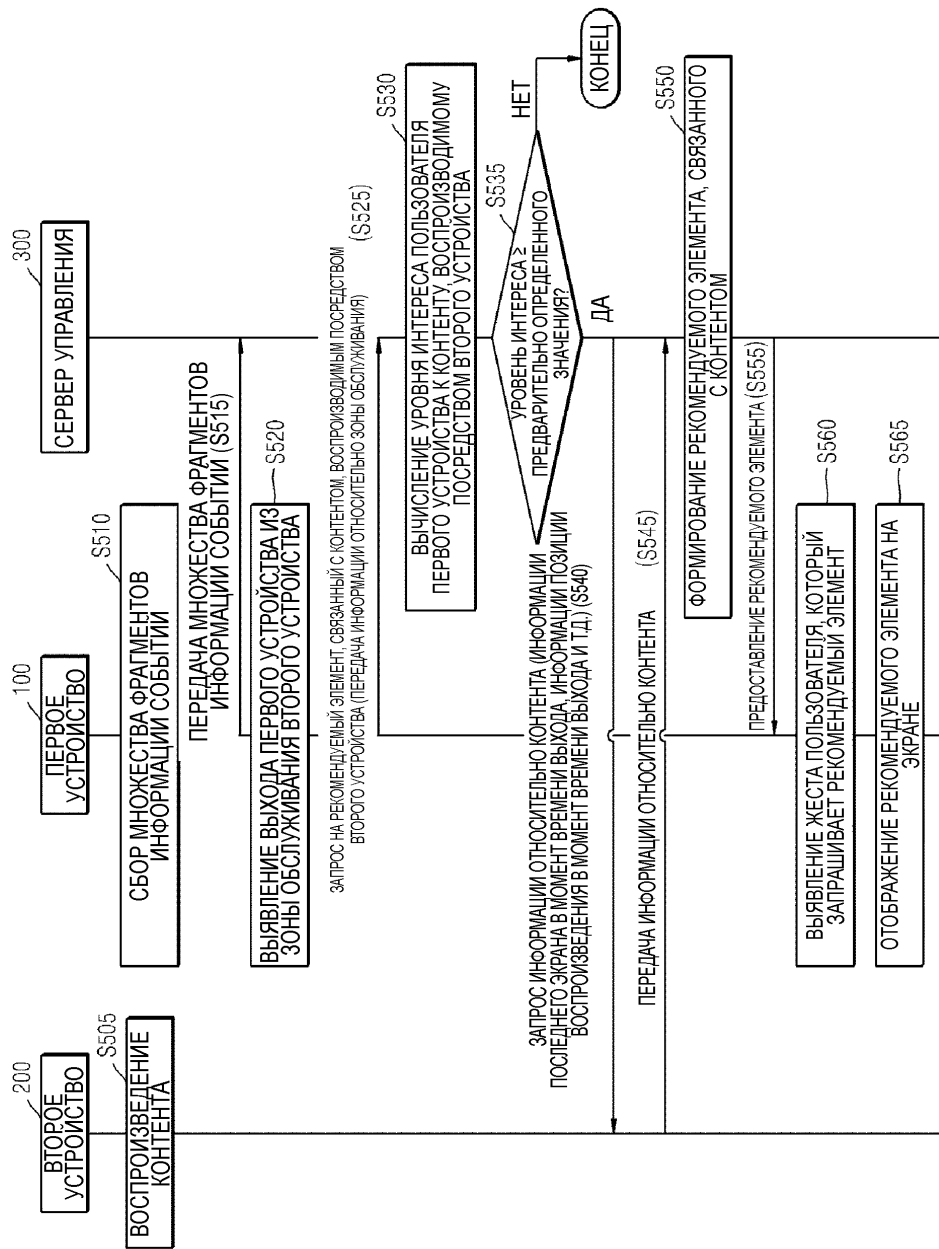 200
ВТОРОЕ
УСТРОЙСТВО
100
ПЕРВОЕ
УСТРОЙСТВО
300
СЕРВЕР УПРАВЛЕНИЯ
S505
ВОСПРОИЗВЕДЕНИЕ
КОНТЕНТА
S510
СБОР МНОЖЕСТВА ФРАГМЕНТОВ
ИНФОРМАЦИИ СОБЫТИЙ
ПЕРЕДАЧА МНОЖЕСТВА ФРАГМЕНТОВ
ИНФОРМАЦИИ СОБЫТИЙ (S515)
S520
ВЫЯВЛЕНИЕ ВЫХОДА ПЕРВОГО УСТРОЙСТВА ИЗ
ЗОНЫ ОБСЛУЖИВАНИЯ ВТОРОГО УСТРОЙСТВА
ЗАПРОС НА РЕКОМЕНДУЕМЫЙ ЭЛЕМЕНТ, СВЯЗАННЫЙ С КОНТЕНТОМ, ВОСПРОИЗВОДИМЫМ ПОСРЕДСТВОМ
ВТОРОГО УСТРОЙСТВА (ПЕРЕДАЧА ИНФОРМАЦИИ ОТНОСИТЕЛЬНО ЗОНЫ ОБСЛУЖИВАНИЯ)
(S525)
S530
ВЫЧИСЛЕНИЕ УРОВНЯ ИНТЕРЕСА ПОЛЬЗОВАТЕЛЯ
ПЕРВОГО УСТРОЙСТВА К КОНТЕНТУ, ВОСПРОИЗВОДИМОМУ
ПОСРЕДСТВОМ ВТОРОГО УСТРОЙСТВА
S535
УРОВЕНЬ ИНТЕРЕСА ≥
ПРЕДВАРИТЕЛЬНО ОПРЕДЕЛЕННОГО
ЗНАЧЕНИЯ?
НЕТ
КОНЕЦ
ДА
ЗАПРОС ИНФОРМАЦИИ ОТНОСИТЕЛЬНО КОНТЕНТА (ИНФОРМАЦИИ
ПОСЛЕДНЕГО ЭКРАНА В МОМЕНТ ВРЕМЕНИ ВЫХОДА, ИНФОРМАЦИИ ПОЗИЦИИ
ВОСПРОИЗВЕДЕНИЯ В МОМЕНТ ВРЕМЕНИ ВЫХОДА И Т.Д.) (S540)
ПЕРЕДАЧА ИНФОРМАЦИИ ОТНОСИТЕЛЬНО КОНТЕНТА
(S545)
S550
ФОРМИРОВАНИЕ РЕКОМЕНДУЕМОГО ЭЛЕМЕНТА, СВЯЗАННОГО
С КОНТЕНТОМ
ПРЕДОСТАВЛЕНИЕ РЕКОМЕНДУЕМОГО ЭЛЕМЕНТА (S555)
S560
ВЫЯВЛЕНИЕ ЖЕСТА ПОЛЬЗОВАТЕЛЯ, КОТОРЫЙ
ЗАПРАШИВАЕТ РЕКОМЕНДУЕМЫЙ ЭЛЕМЕНТ
S565
ОТОБРАЖЕНИЕ РЕКОМЕНДУЕМОГО ЭЛЕМЕНТА НА
ЭКРАНЕ